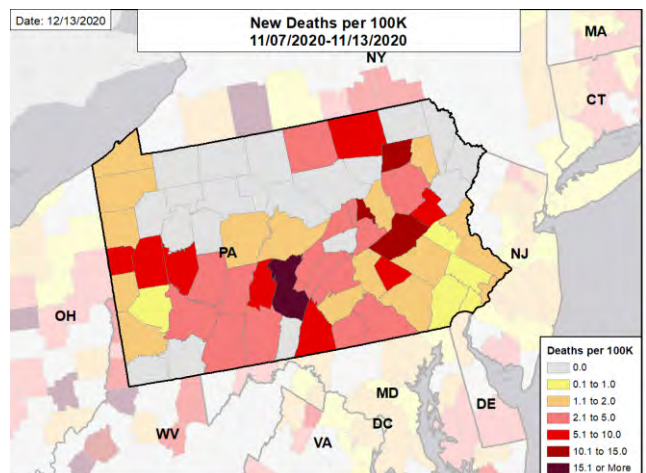 Date: 12/13/2020
New Deaths per 100K
11/07/2020-11/13/2020
NY
MA
CT
PA
NJ
OH
MD
DE
DC
WV
VA
Deaths per 100K
0.0
0.1 to 1.0
1.1 to 2.0
2.1 to 5.0
5.1 to 10.0
10.1 to 15.0
15.1 or More